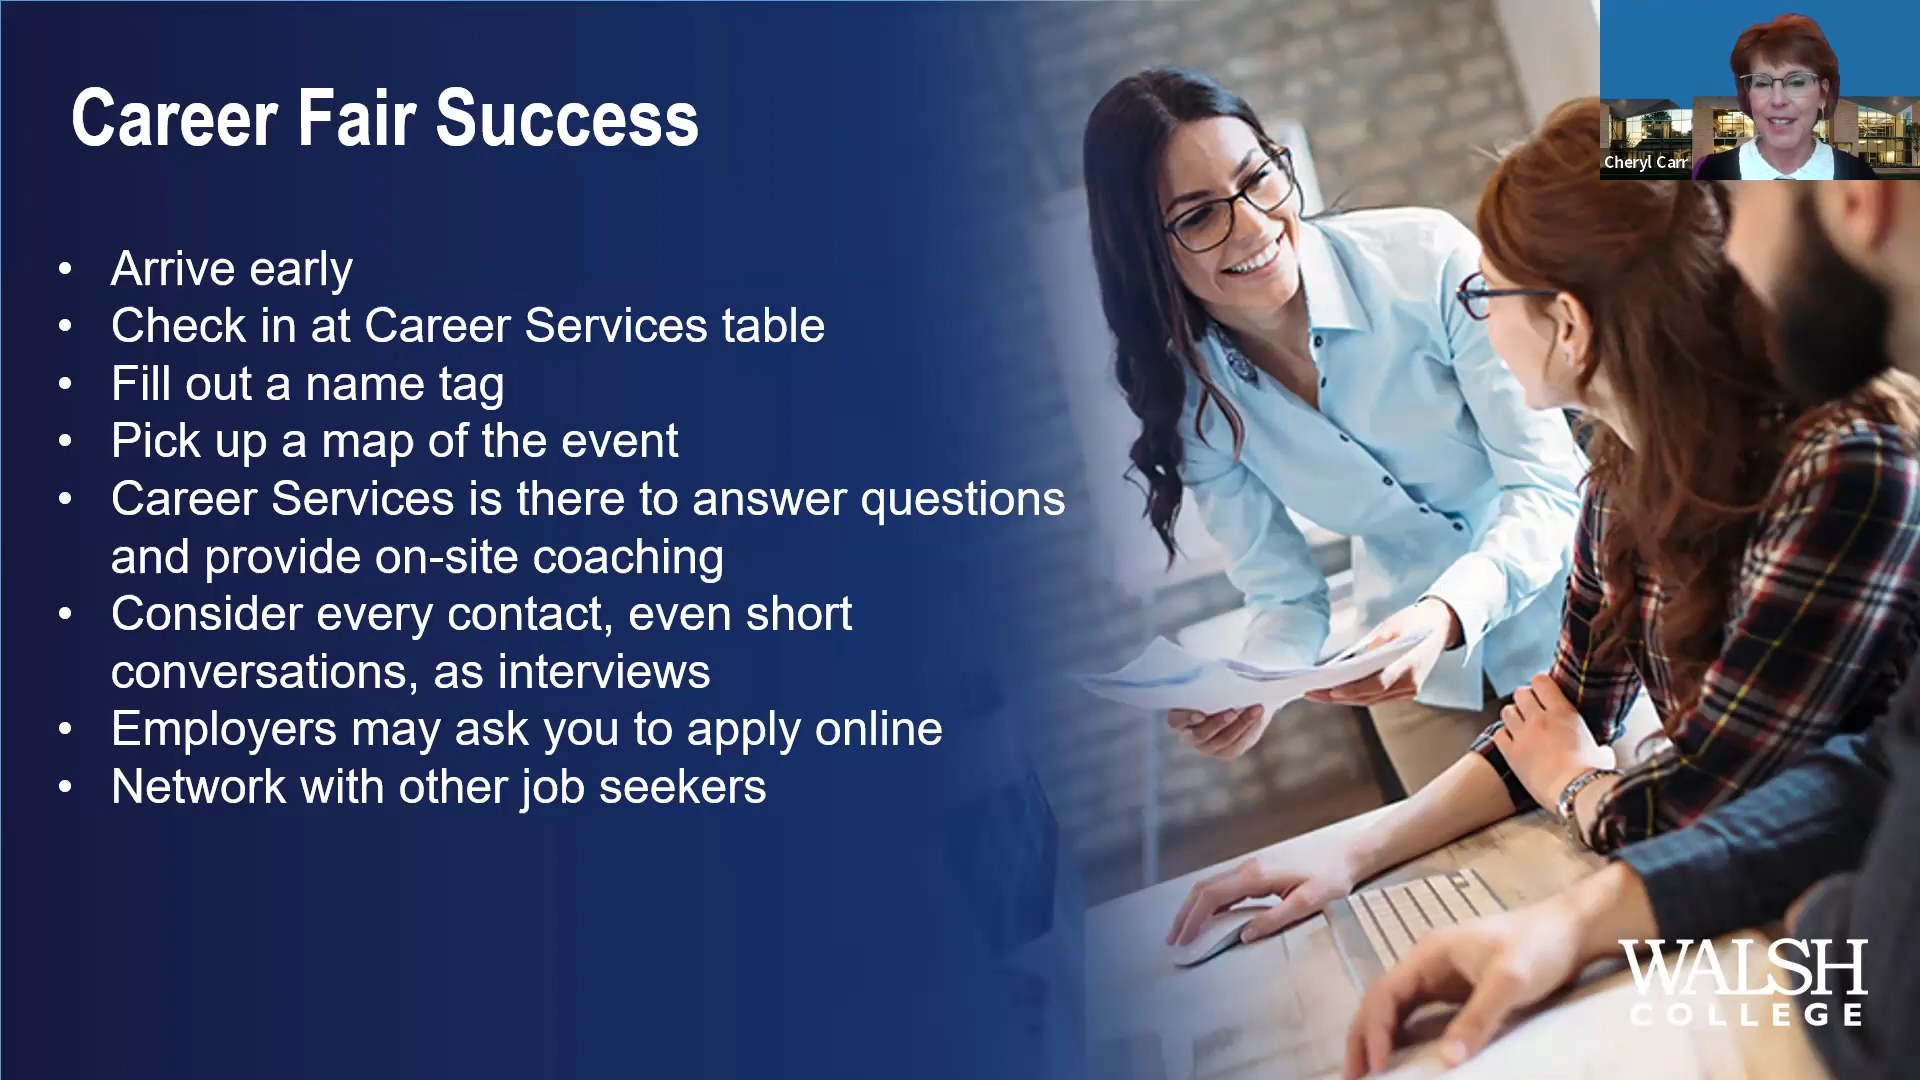 Career Fair Success
• Arrive early
• Check in at Career Services table
• Fill out a name tag
• Pick up a map of the event
• Career Services is there to answer questions
and provide on-site coaching
• Consider every contact, even short
conversations, as interviews
• Employers may ask you to apply online
• Network with other job seekers
Cheryl Carr
WALSH
COLLEGE